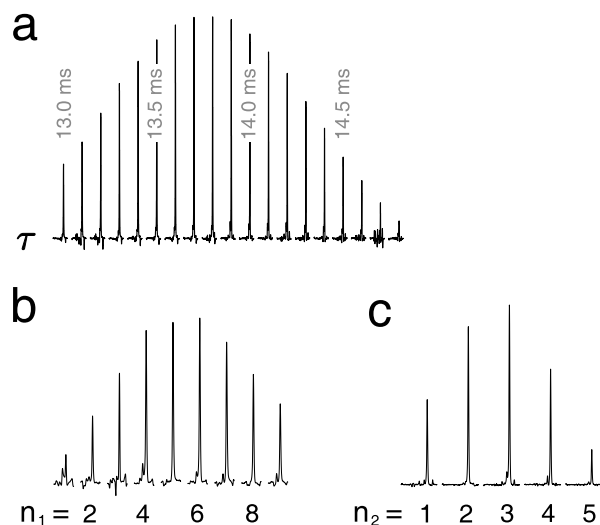 a
13.0 ms
13.5 ms
14.0 ms
14.5 ms
τ
b
c
n1= 2 4 6 8
n2= 1 2 3 4 5